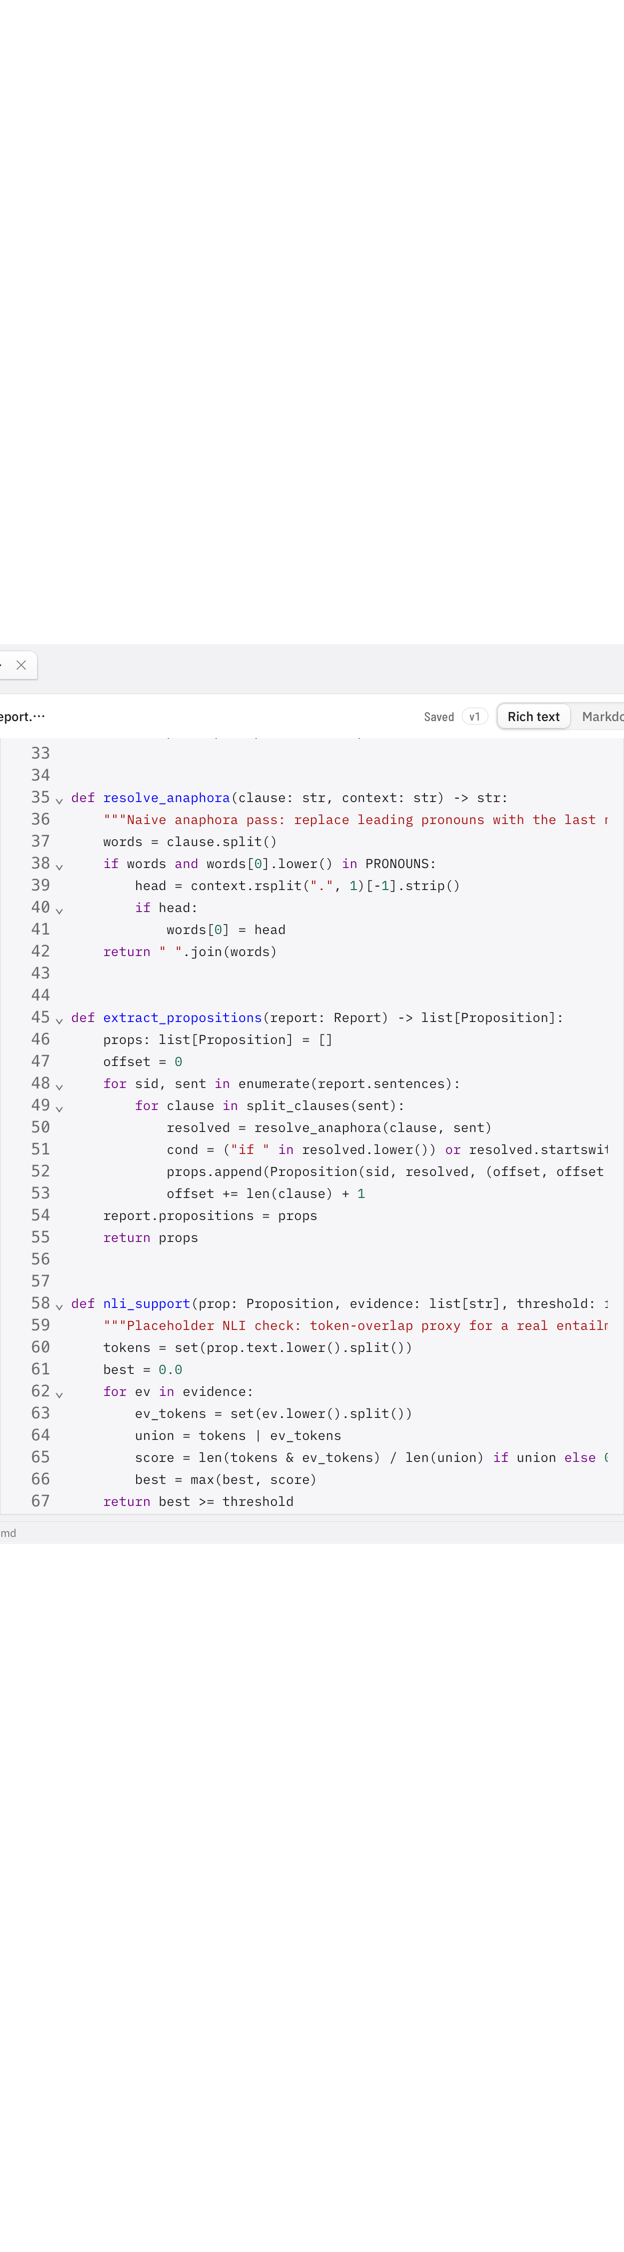 eport.···
Saved v1 Rich text Markdo
33
34
35 def resolve_anaphora(clause: str, context: str) -> str:
36     """Naive anaphora pass: replace leading pronouns with the last
37     words = clause.split()
38     if words and words[0].lower() in PRONOUNS:
39         head = context.rsplit(".", 1)[-1].strip()
40         if head:
41             words[0] = head
42     return " ".join(words)
43
44
45 def extract_propositions(report: Report) -> list[Proposition]:
46     props: list[Proposition] = []
47     offset = 0
48     for sid, sent in enumerate(report.sentences):
49         for clause in split_clauses(sent):
50             resolved = resolve_anaphora(clause, sent)
51             cond = ("if " in resolved.lower()) or resolved.startswit
52             props.append(Proposition(sid, resolved, (offset, offset
53             offset += len(clause) + 1
54     report.propositions = props
55     return props
56
57
58 def nli_support(prop: Proposition, evidence: list[str], threshold:
59     """Placeholder NLI check: token-overlap proxy for a real entail
60     tokens = set(prop.text.lower().split())
61     best = 0.0
62     for ev in evidence:
63         ev_tokens = set(ev.lower().split())
64         union = tokens | ev_tokens
65         score = len(tokens & ev_tokens) / len(union) if union else
66         best = max(best, score)
67     return best >= threshold
md